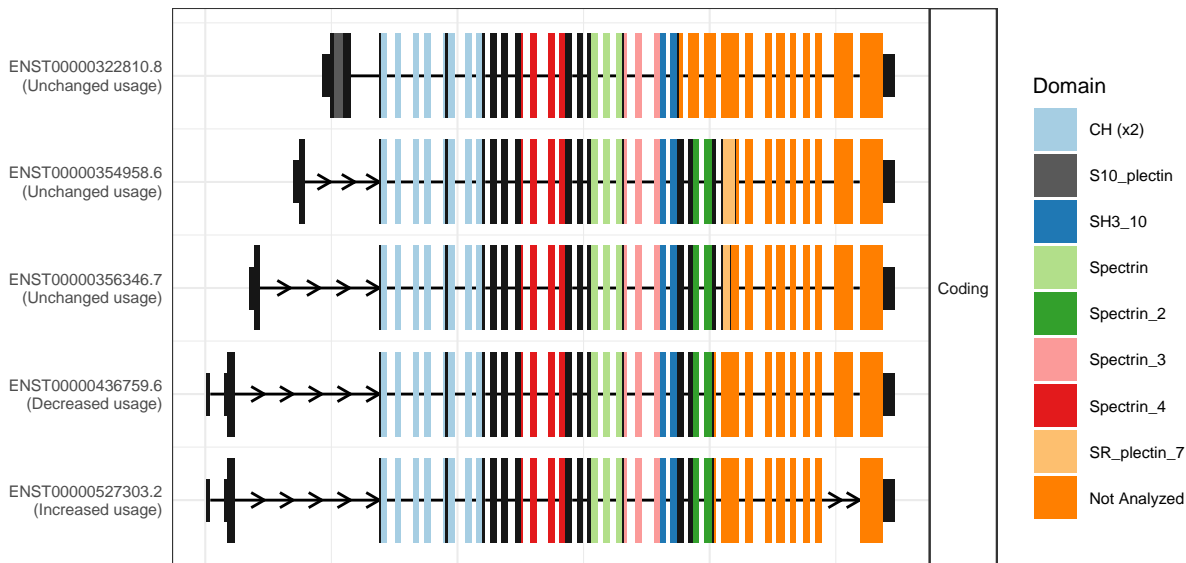 ENST00000322810.8
(Unchanged usage)
ENST00000354958.6
(Unchanged usage)
ENST00000356346.7
(Unchanged usage)
ENST00000436759.6
(Decreased usage)
ENST00000527303.2
(Increased usage)
Coding
Domain
CH (x2)
S10_plectin
SH3_10
Spectrin
Spectrin_2
Spectrin_3
Spectrin_4
SR_plectin_7
Not Analyzed